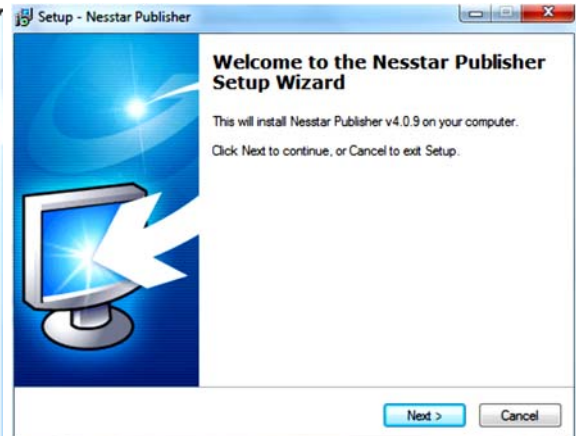 Setup - Nesstar Publisher
Welcome to the Nesstar Publisher
Setup Wizard
This will install Nesstar Publisher v4.0.9 on your computer.
Click Next to continue, or Cancel to exit Setup.
Next >
Cancel